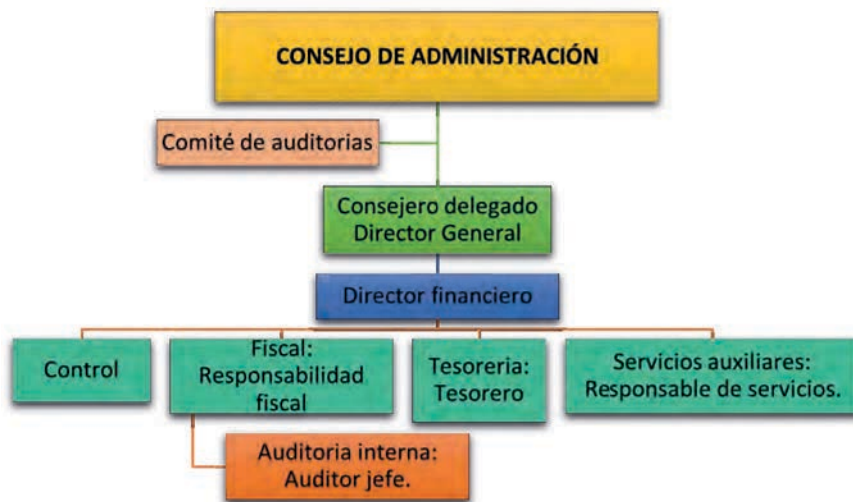 CONSEJO DE ADMINISTRACIÓN
Comité de auditorias
Consejero delegado
Director General
Director financiero
Control
Fiscal:
Responsabilidad
fiscal
Tesoreria:
Tesorero
Servicios auxiliares:
Responsable de servicios.
Auditoria interna:
Auditor jefe.